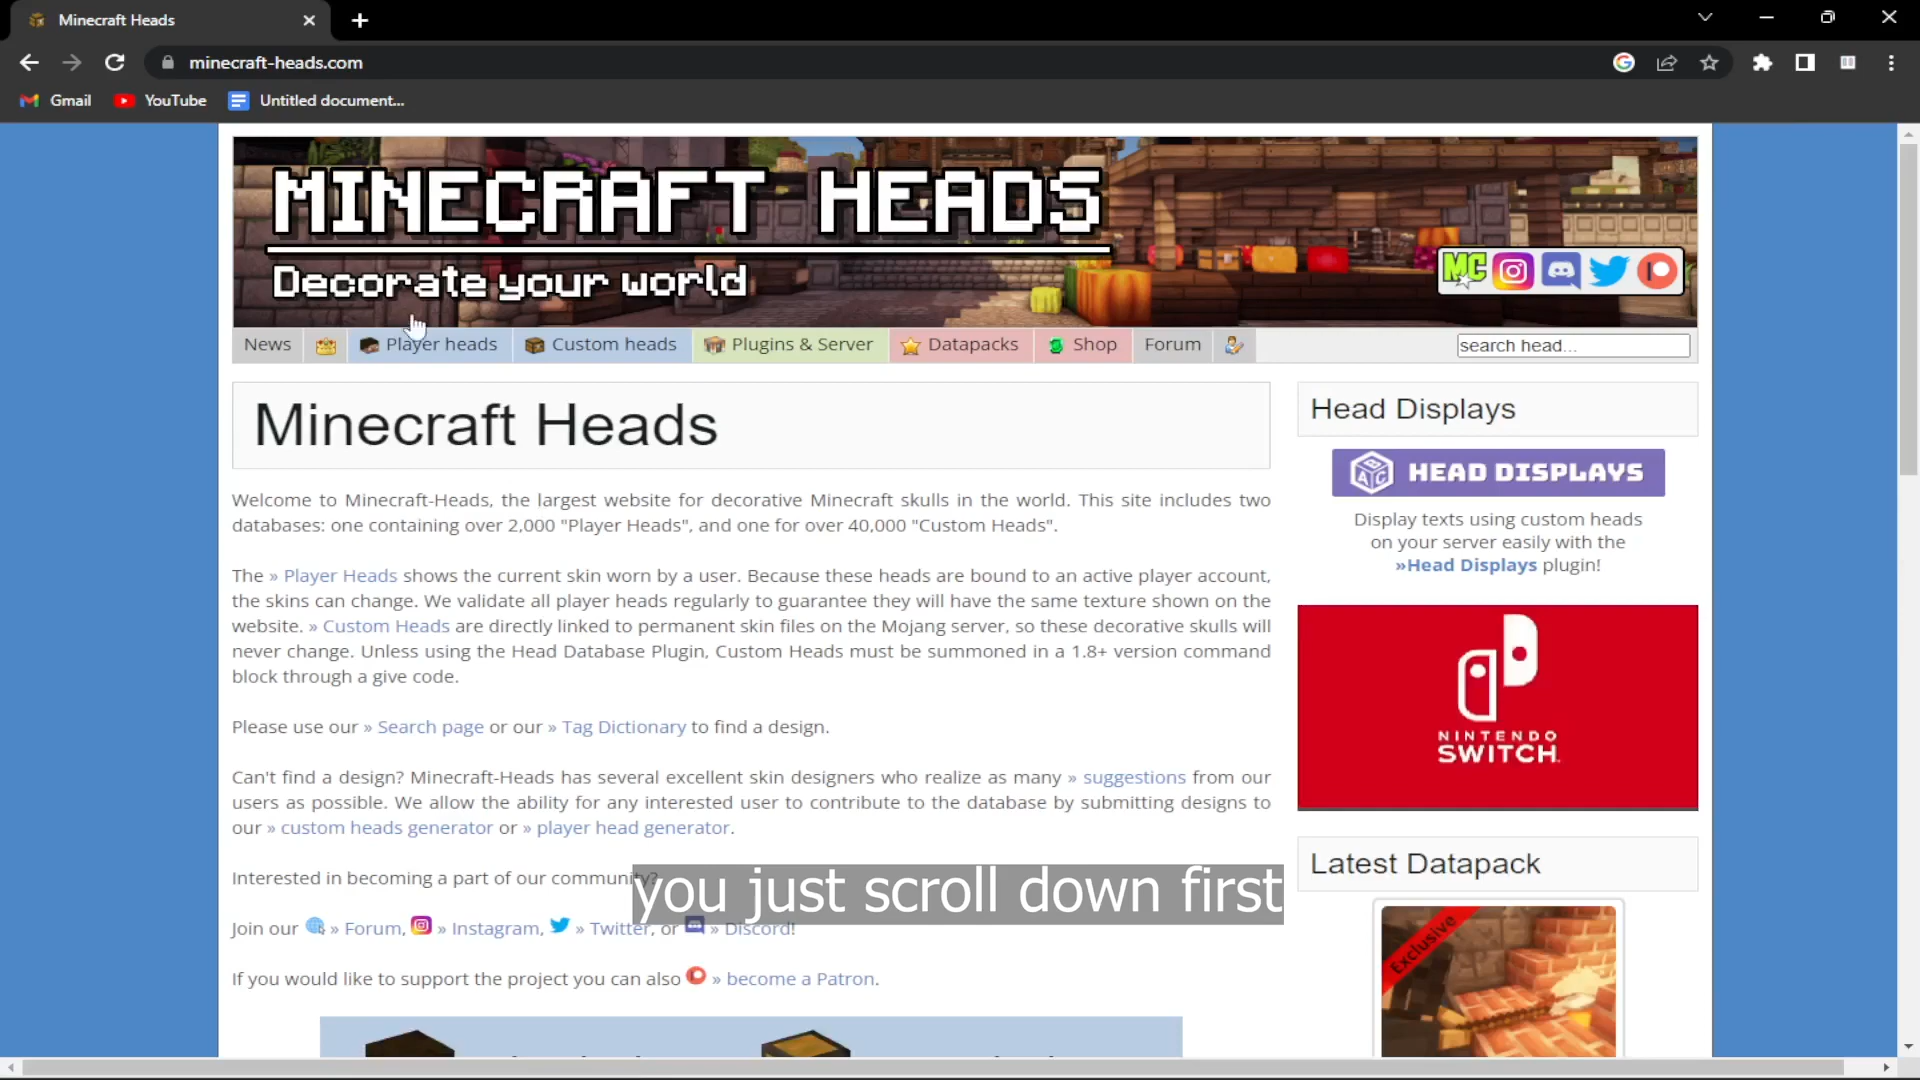 Minecraft Heads
minecraft-heads.com
Gmail YouTube Untitled document...
MINECRAFT HEADS
Decorate your world
MC
News Player heads Custom heads Plugins & Server Datapacks Shop Forum search head...
Minecraft Heads
Welcome to Minecraft-Heads, the largest website for decorative Minecraft skulls in the world. This site includes two
databases: one containing over 2,000 "Player Heads", and one for over 40,000 "Custom Heads".
The » Player Heads shows the current skin worn by a user. Because these heads are bound to an active player account,
the skins can change. We validate all player heads regularly to guarantee they will have the same texture shown on the
website. » Custom Heads are directly linked to permanent skin files on the Mojang server, so these decorative skulls will
never change. Unless using the Head Database Plugin, Custom Heads must be summoned in a 1.8+ version command
block through a give code.
Please use our » Search page or our » Tag Dictionary to find a design.
Can't find a design? Minecraft-Heads has several excellent skin designers who realize as many » suggestions from our
users as possible. We allow the ability for any interested user to contribute to the database by submitting designs to
our » custom heads generator or » player head generator.
Interested in becoming a part of our community?
you just scroll down first
Join our » Forum, » Instagram, » Twitter, or » Discord!
If you would like to support the project you can also » become a Patron.
Head Displays
ABC HEAD DISPLAYS
Display texts using custom heads
on your server easily with the
»Head Displays plugin!
NINTENDO
SWITCH
Latest Datapack
Exclusive